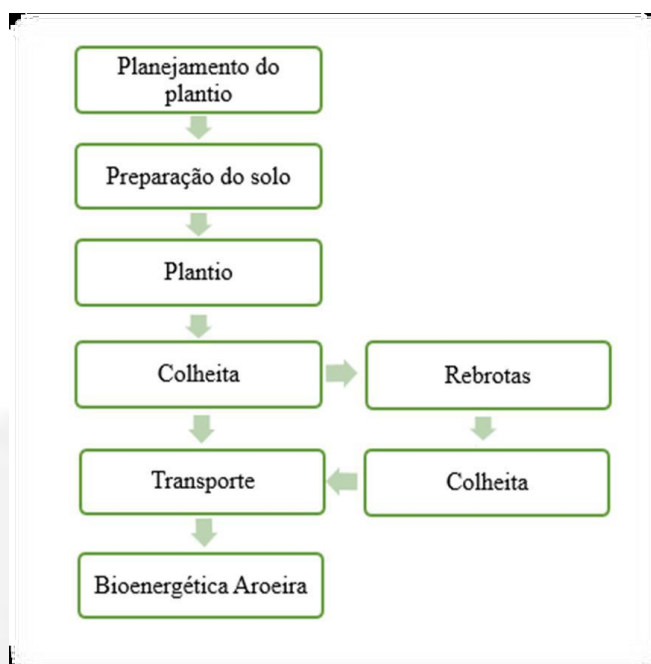 Planejamento do
plantio
Preparação do solo
Plantio
Colheita
Rebrotas
Transporte
Colheita
Bioenergética Aroeira